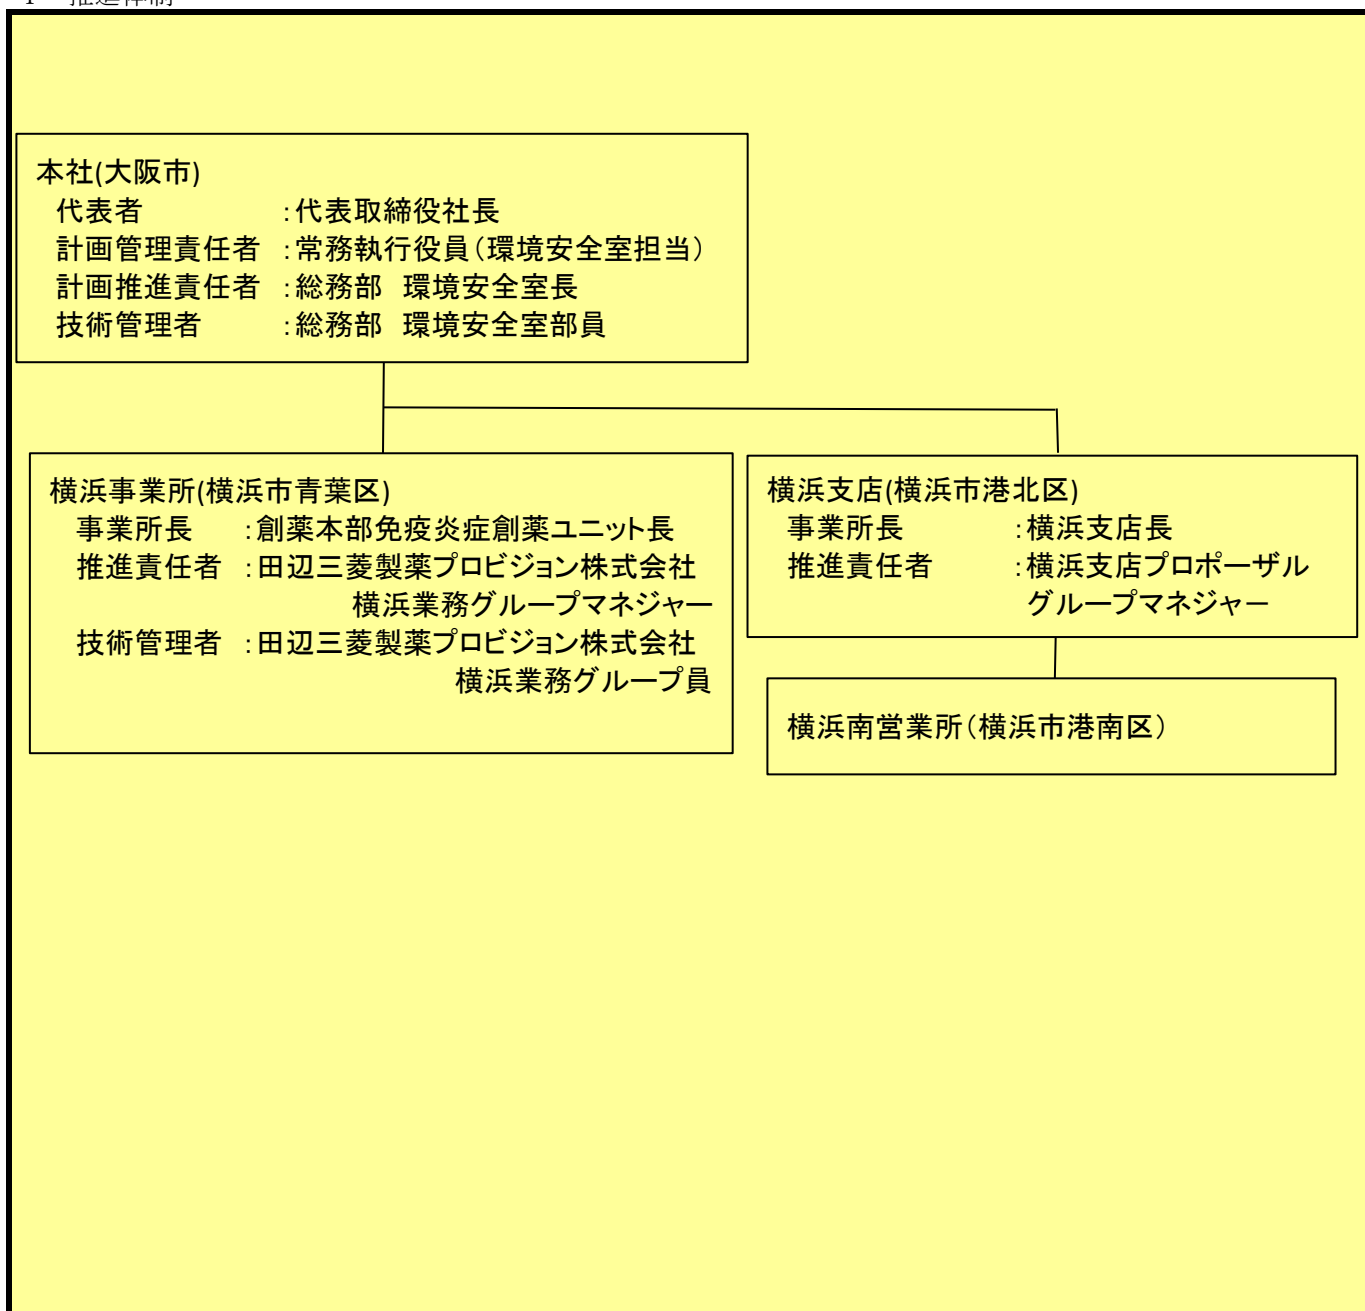 推進体制
本社(大阪市)
代表者 :代表取締役社長
計画管理責任者 :常務執行役員(環境安全室担当)
計画推進責任者 :総務部 環境安全室長
技術管理者 :総務部 環境安全室部員
横浜事業所(横浜市青葉区)
事業所長 :創薬本部免疫炎症創薬ユニット長
推進責任者 :田辺三菱製薬プロビジョン株式会社
横浜業務グループマネジャー
技術管理者 :田辺三菱製薬プロビジョン株式会社
横浜業務グループ員
横浜支店(横浜市港北区)
事業所長 :横浜支店長
推進責任者 :横浜支店プロポーザル
グループマネジャー
横浜南営業所(横浜市港南区)